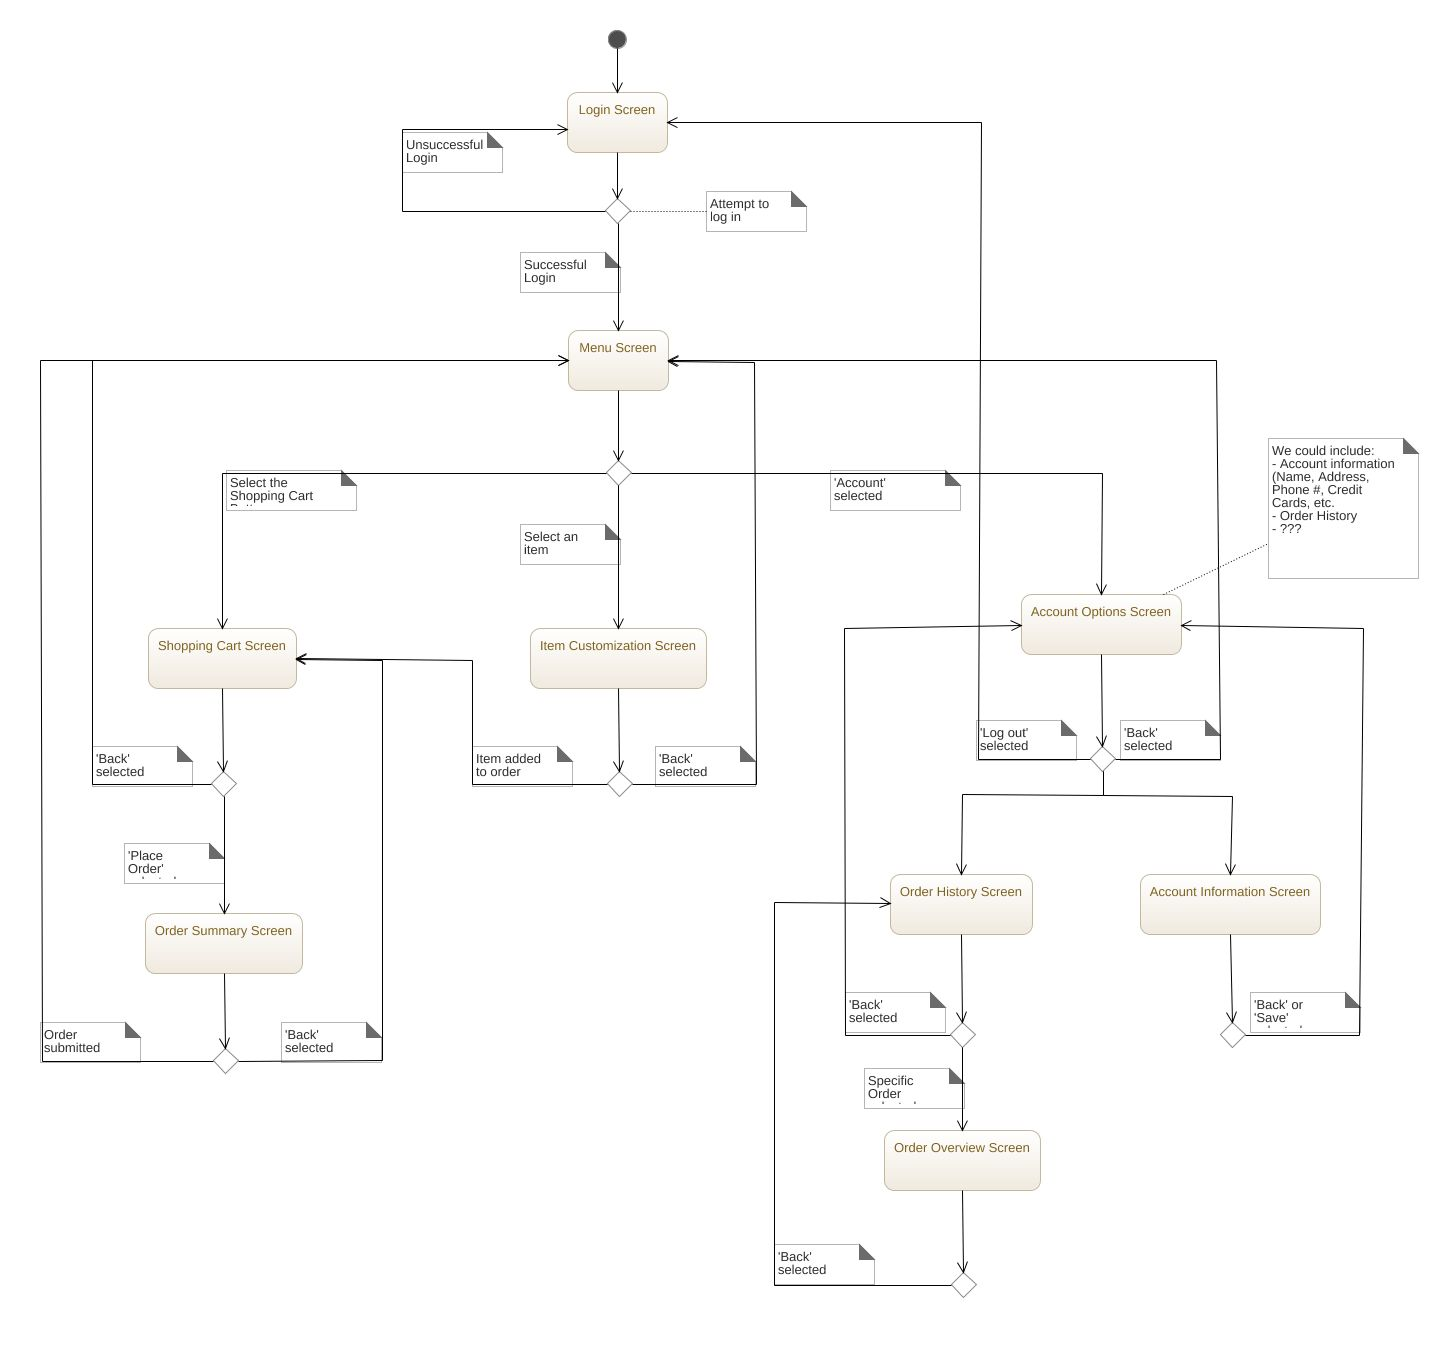 Login Screen
Unsuccessful
Login
Attempt to
log in
Successful
Login
Menu Screen
Select the
Shopping Cart
'Account'
selected
We could include:
- Account information
(Name, Address,
Phone #, Credit
Cards, etc.
- Order History
- ???
Select an
item
Account Options Screen
Shopping Cart Screen
Item Customization Screen
'Log out'
selected
'Back'
selected
'Back'
selected
Item added
to order
'Back'
selected
'Place
Order'
Order History Screen
Account Information Screen
Order Summary Screen
'Back'
selected
'Back' or
'Save'
Order
submitted
'Back'
selected
Specific
Order
Order Overview Screen
'Back'
selected